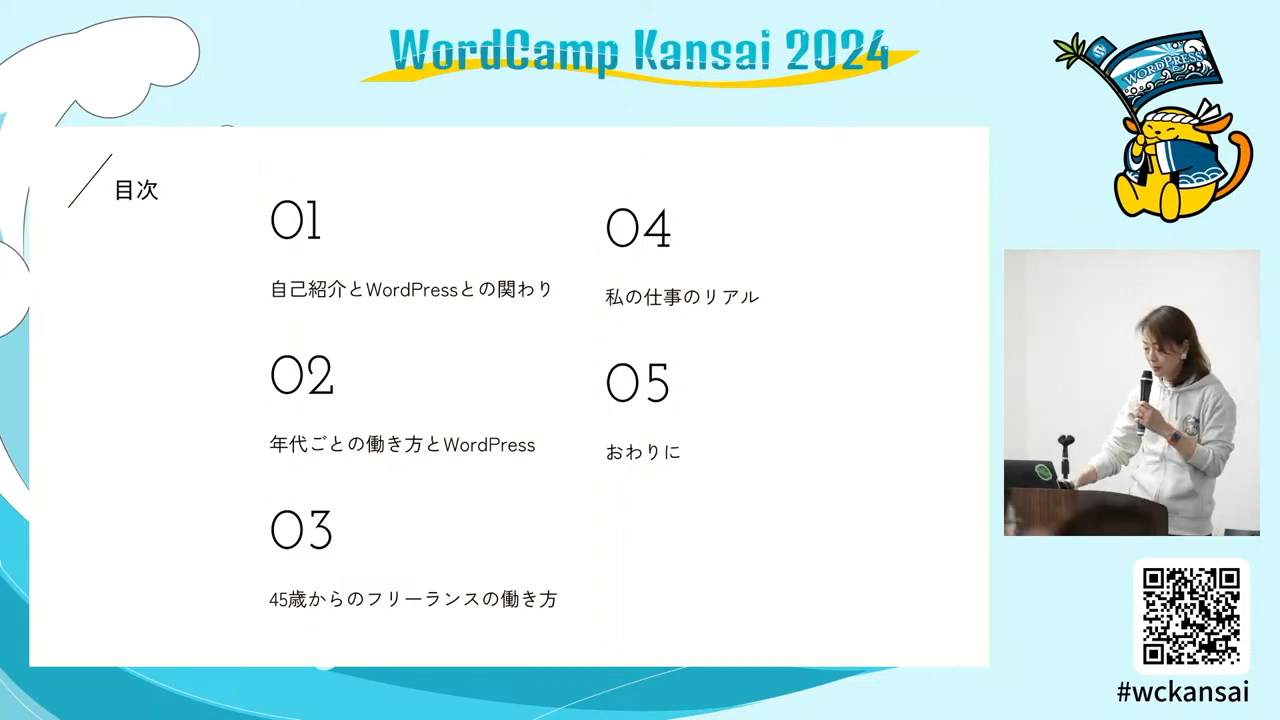 WordCamp Kansai 2024
W
WORDPRESS
目次
01
自己紹介とWordPressとの関わり
02
年代ごとの働き方とWordPress
03
45歳からのフリーランスの働き方
04
私の仕事のリアル
05
おわりに
#wckansai